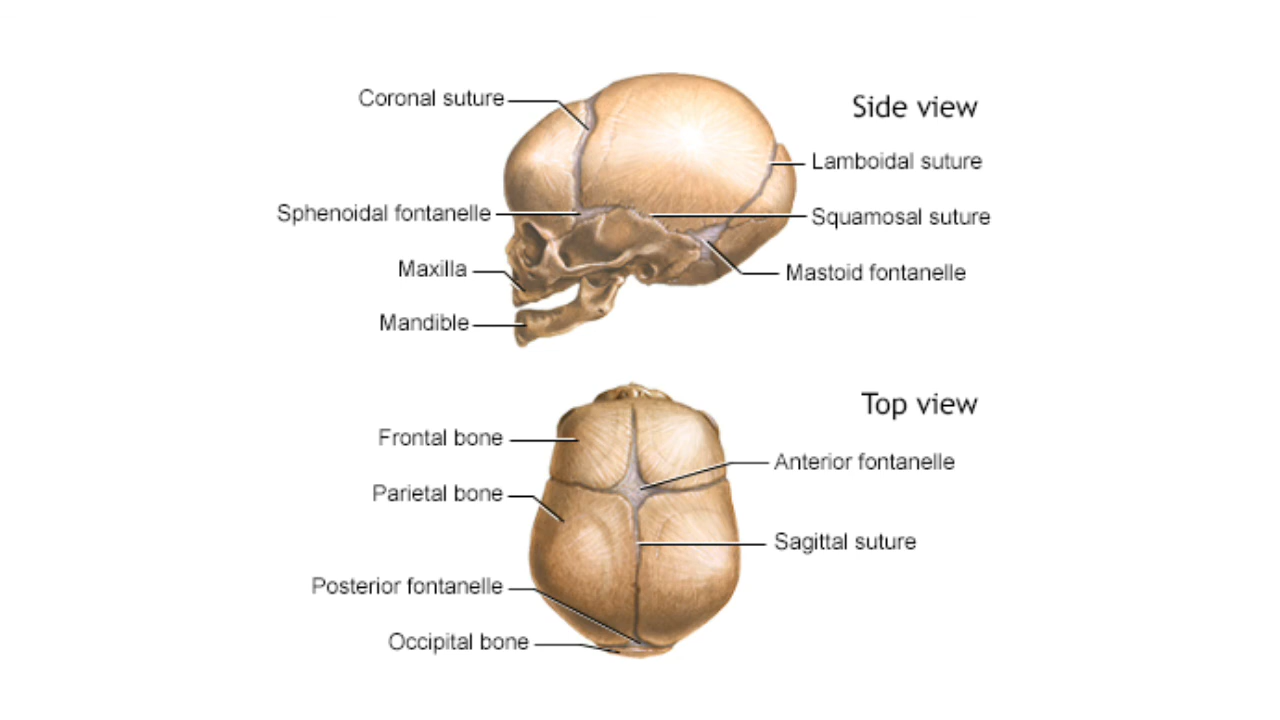 Coronal suture
Side view
Lamboidal suture
Sphenoidal fontanelle
Squamosal suture
Maxilla
Mastoid fontanelle
Mandible
Top view
Frontal bone
Anterior fontanelle
Parietal bone
Sagittal suture
Posterior fontanelle
Occipital bone